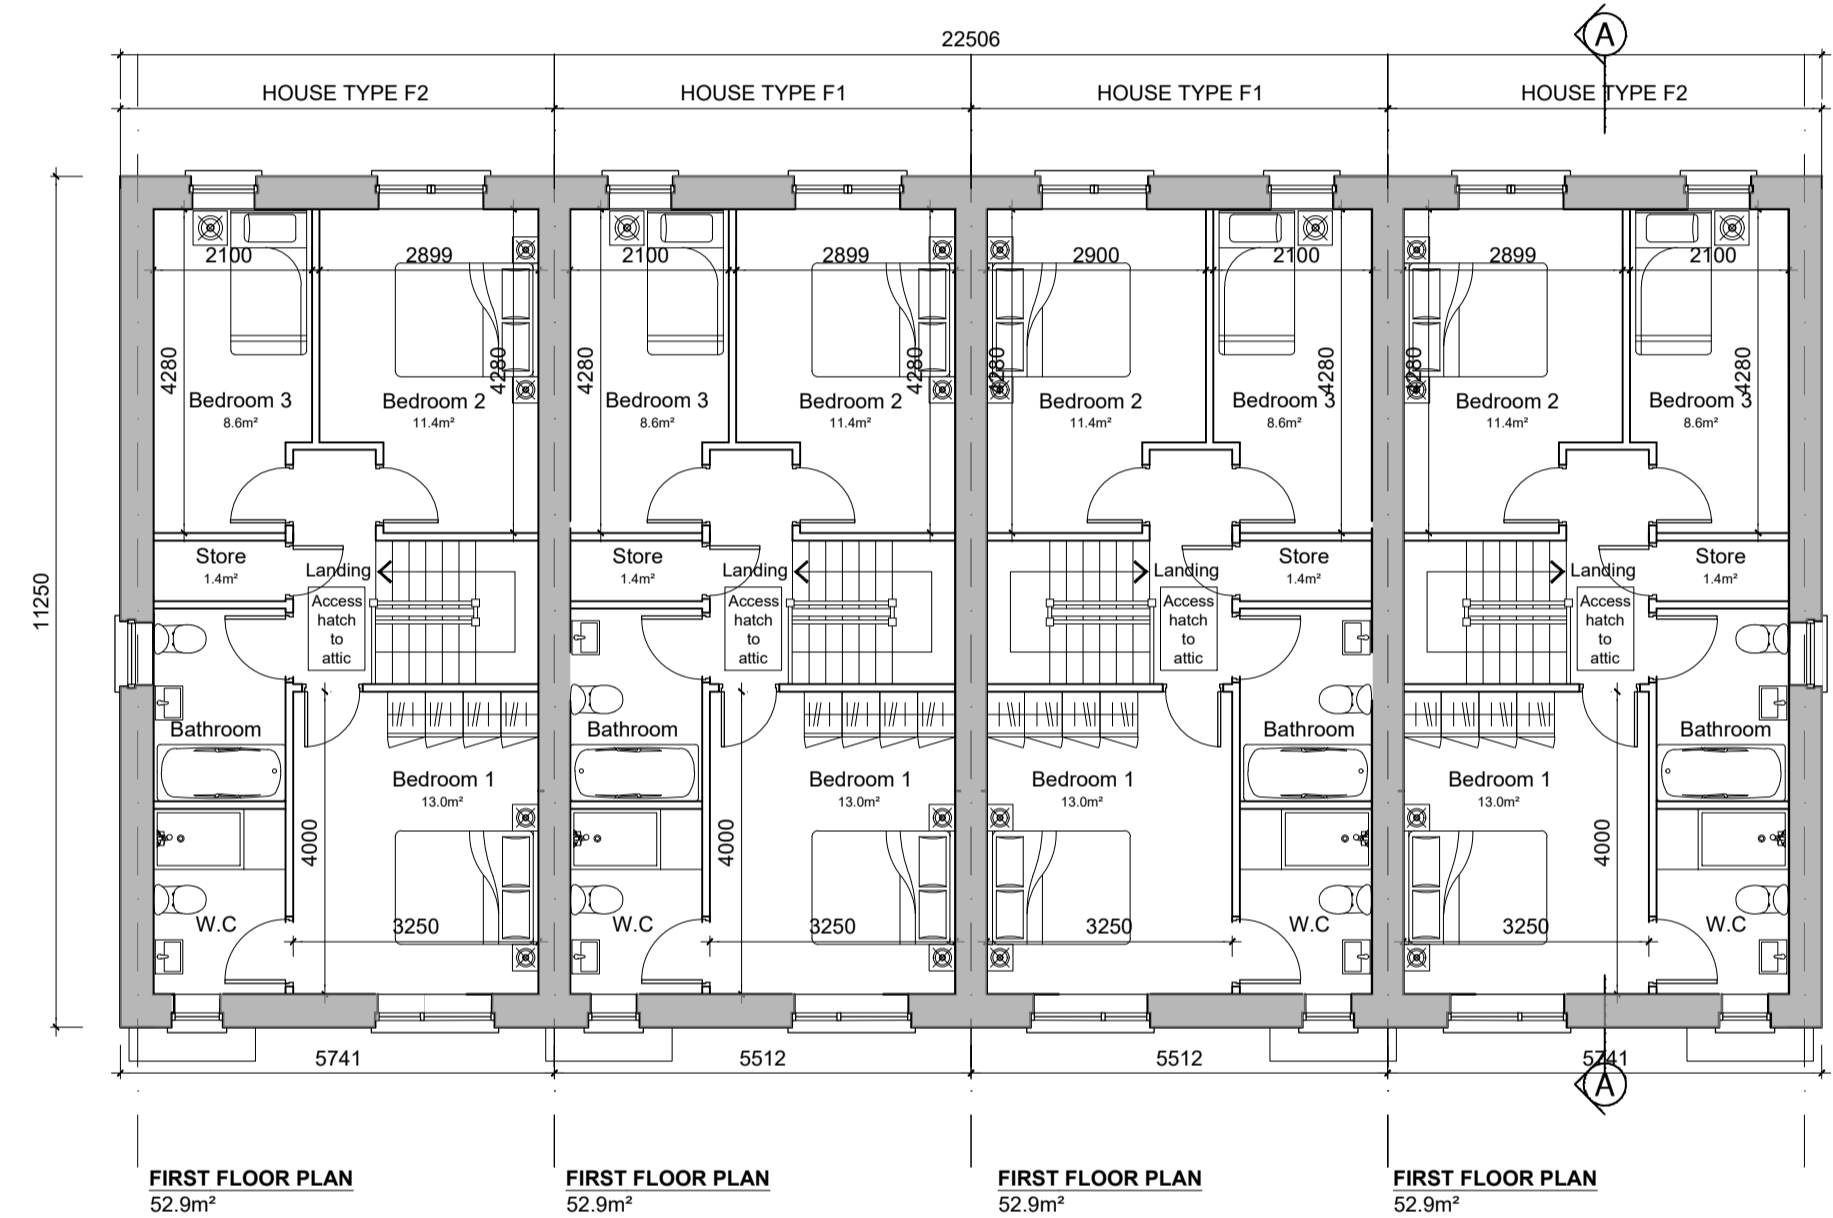 22506
A
HOUSE TYPE F2
HOUSE TYPE F1
HOUSE TYPE F1
HOUSE TYPE F2
2100
2899
2100
2899
2900
2100
2899
2100
4280
4280
4280
4280
4280
4280
4280
4280
Bedroom 3
8.6m²
Bedroom 2
11.4m²
Bedroom 3
8.6m²
Bedroom 2
11.4m²
Bedroom 2
11.4m²
Bedroom 3
8.6m²
Bedroom 2
11.4m²
Bedroom 3
8.6m²
11250
Store
1.4m²
Landing
Access
hatch
to
attic
Store
1.4m²
Landing
Access
hatch
to
attic
Landing
Access
hatch
to
attic
Store
1.4m²
Landing
Access
hatch
to
attic
Store
1.4m²
Bathroom
Bathroom
Bathroom
Bathroom
Bedroom 1
13.0m²
Bedroom 1
13.0m²
Bedroom 1
13.0m²
Bedroom 1
13.0m²
4000
4000
4000
W.C
3250
W.C
3250
3250
W.C
3250
W.C
5741
5512
5512
5741
A
FIRST FLOOR PLAN
52.9m²
FIRST FLOOR PLAN
52.9m²
FIRST FLOOR PLAN
52.9m²
FIRST FLOOR PLAN
52.9m²